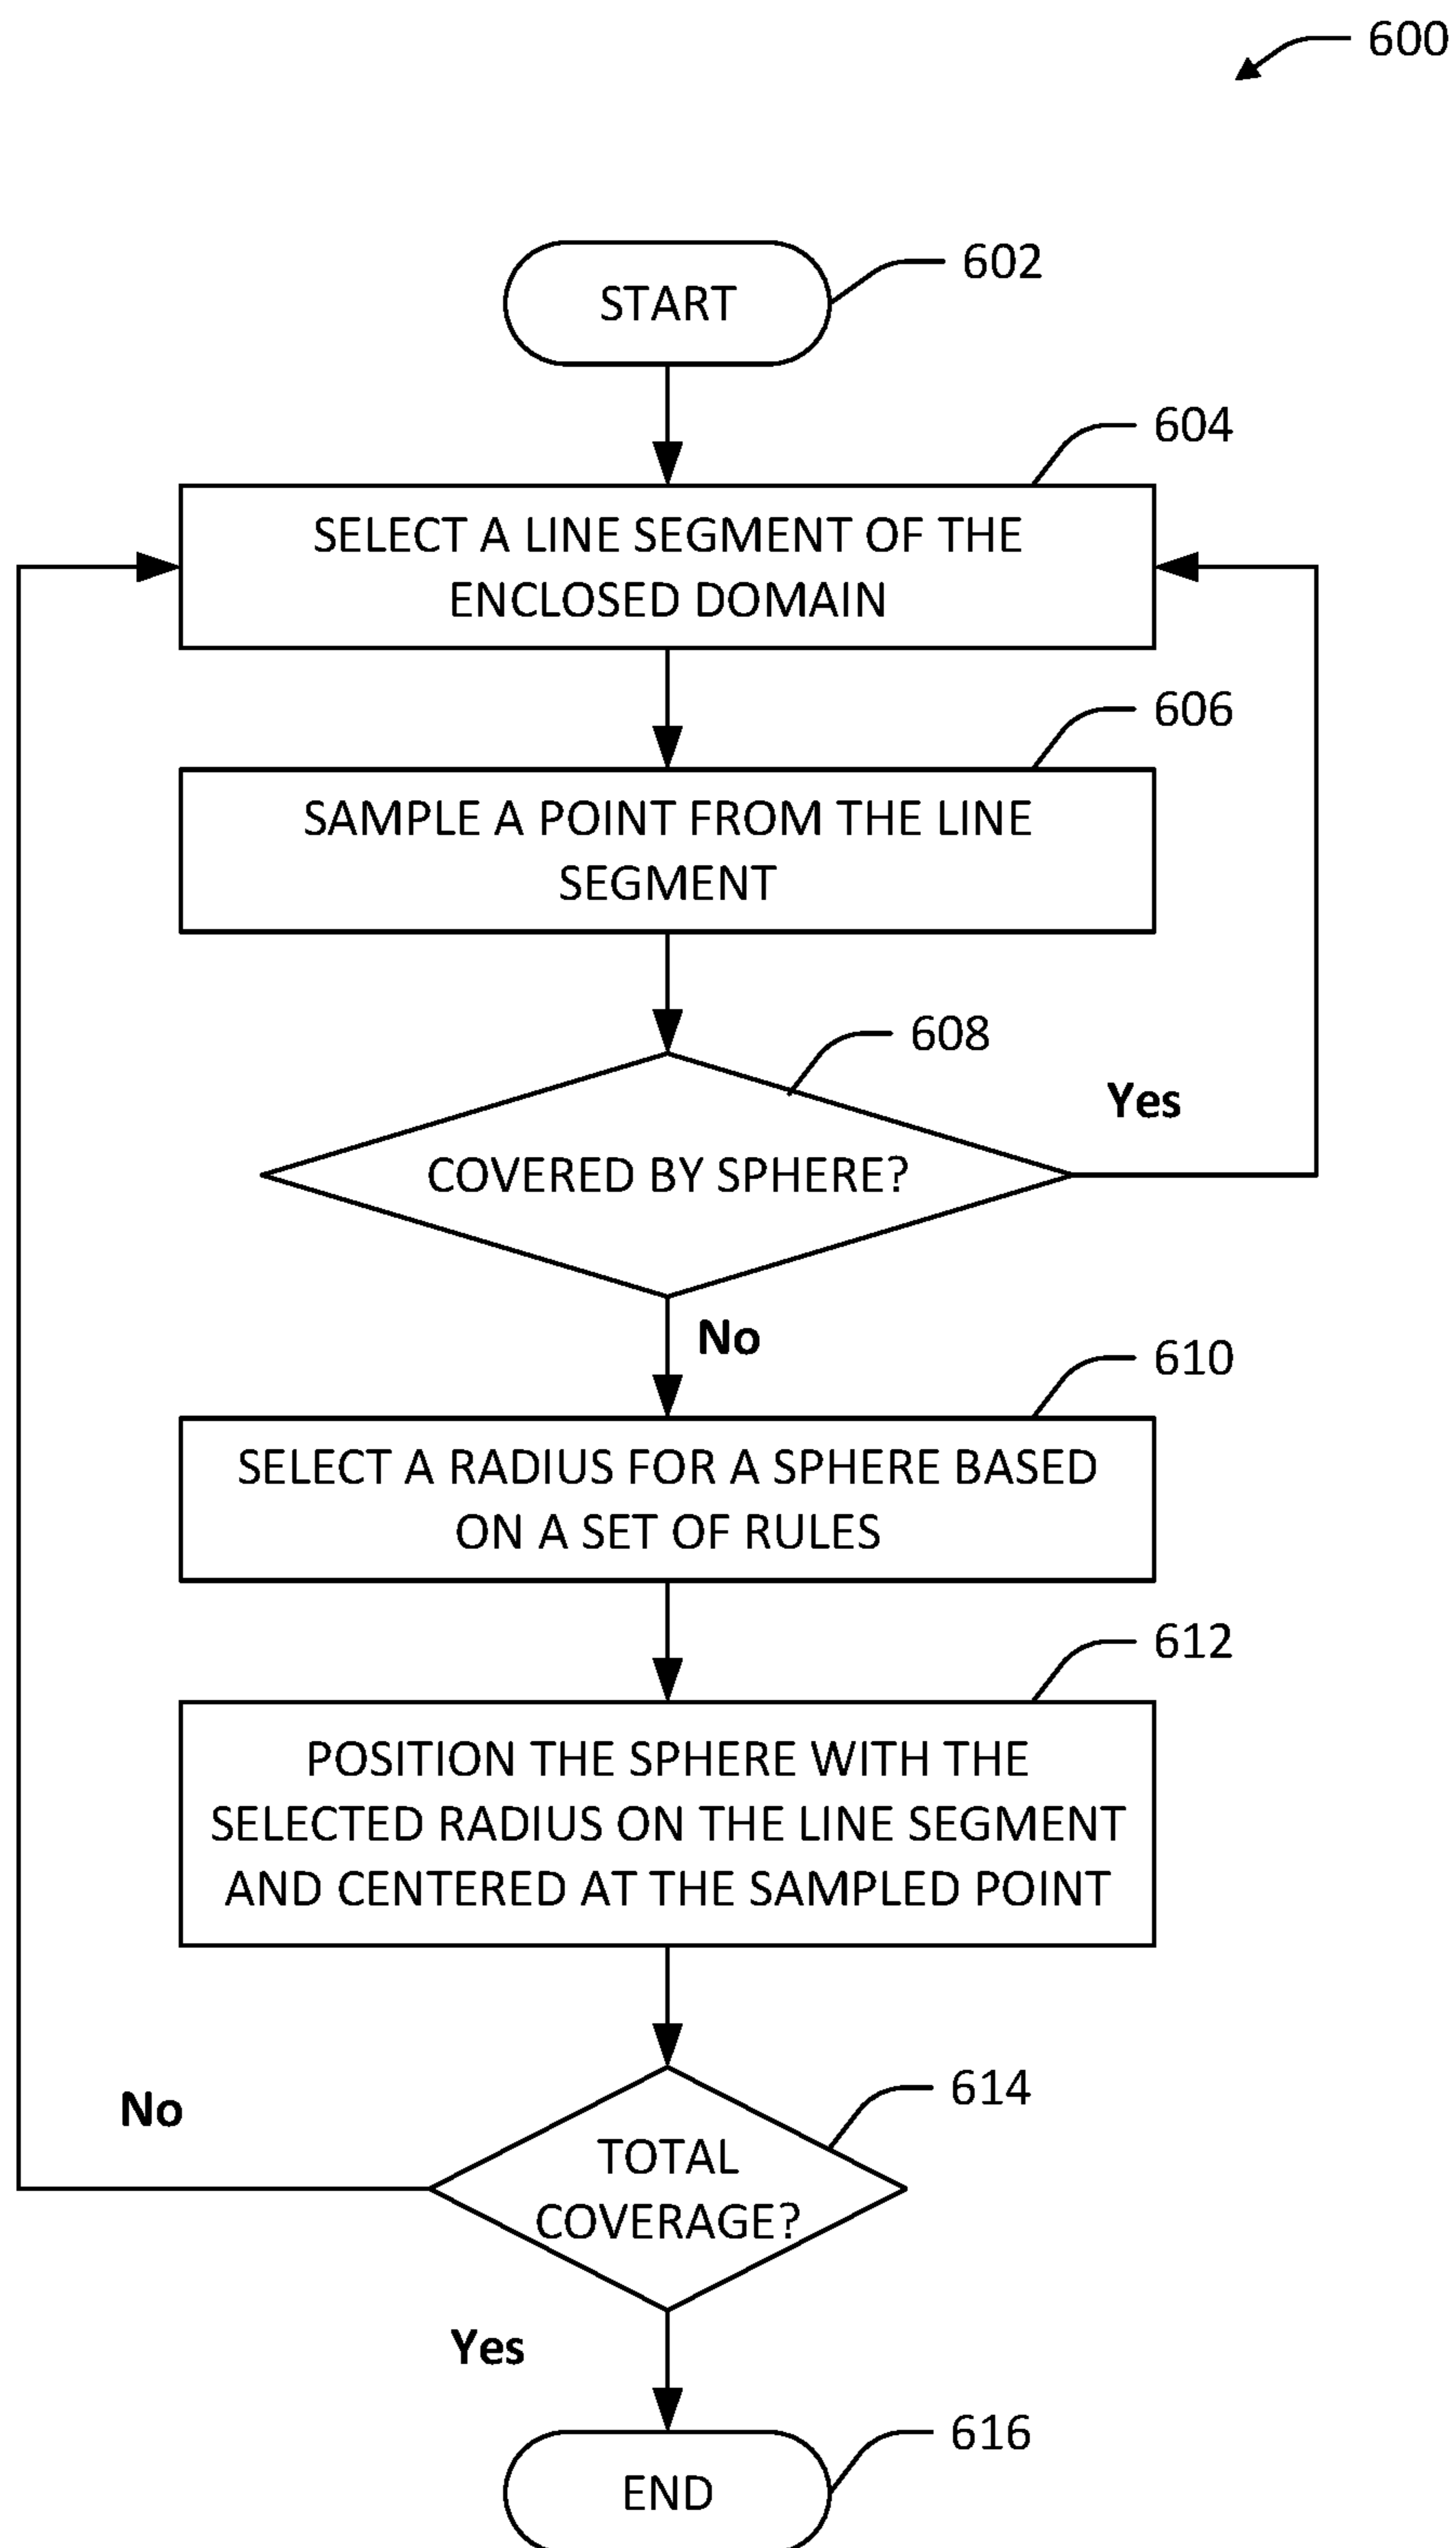 600
START
602
604
SELECT A LINE SEGMENT OF THE
ENCLOSED DOMAIN
606
SAMPLE A POINT FROM THE LINE
SEGMENT
608
Yes
COVERED BY SPHERE?
No
610
SELECT A RADIUS FOR A SPHERE BASED
ON A SET OF RULES
612
POSITION THE SPHERE WITH THE
SELECTED RADIUS ON THE LINE SEGMENT
AND CENTERED AT THE SAMPLED POINT
614
No
TOTAL
COVERAGE?
Yes
616
END